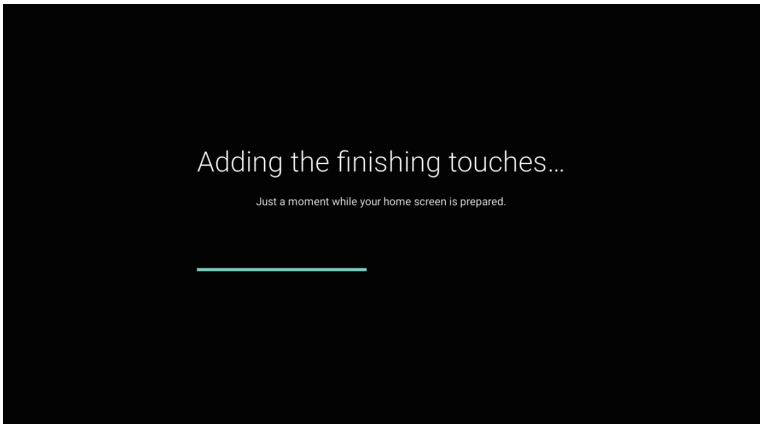 Adding the finishing touches...
Just a moment while your home screen is prepared.